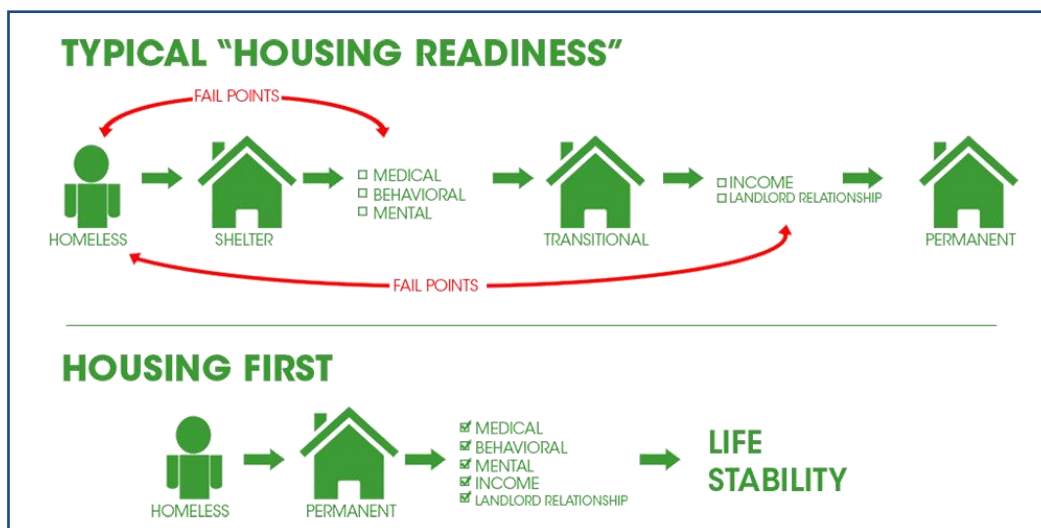 TYPICAL "HOUSING READINESS"
FAIL POINTS
☐ MEDICAL
☐ BEHAVIORAL
☐ MENTAL
☐ INCOME
☐ LANDLORD RELATIONSHIP
HOMELESS
SHELTER
TRANSITIONAL
PERMANENT
FAIL POINTS
HOUSING FIRST
☑ MEDICAL
☑ BEHAVIORAL
☑ MENTAL
☑ INCOME
☑ LANDLORD RELATIONSHIP
LIFE
STABILITY
HOMELESS
PERMANENT